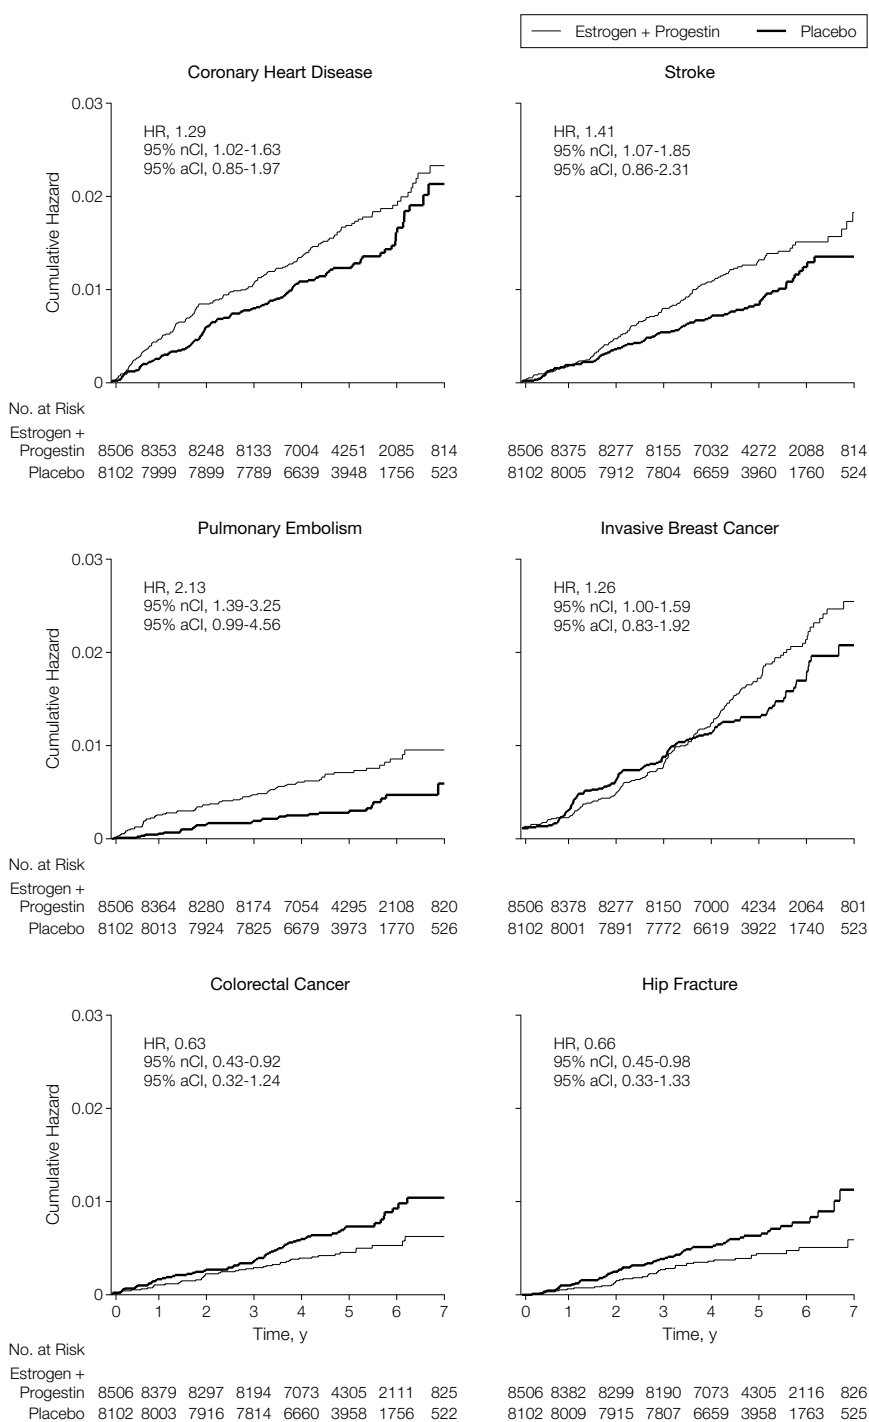 Estrogen + Progestin Placebo
Coronary Heart Disease
HR, 1.29
95% nCI, 1.02-1.63
95% aCI, 0.85-1.97
0.03
0.02
0.01
0
Cumulative Hazard
No. at Risk
Estrogen +
Progestin 8506 8353 8248 8133 7004 4251 2085 814
Placebo 8102 7999 7899 7789 6639 3948 1756 523
Stroke
HR, 1.41
95% nCI, 1.07-1.85
95% aCI, 0.86-2.31
8506 8375 8277 8155 7032 4272 2088 814
8102 8005 7912 7804 6659 3960 1760 524
Pulmonary Embolism
HR, 2.13
95% nCI, 1.39-3.25
95% aCI, 0.99-4.56
0.03
0.02
0.01
0
Cumulative Hazard
No. at Risk
Estrogen +
Progestin 8506 8364 8280 8174 7054 4295 2108 820
Placebo 8102 8013 7924 7825 6679 3973 1770 526
Invasive Breast Cancer
HR, 1.26
95% nCI, 1.00-1.59
95% aCI, 0.83-1.92
8506 8378 8277 8150 7000 4234 2064 801
8102 8001 7891 7772 6619 3922 1740 523
Colorectal Cancer
HR, 0.63
95% nCI, 0.43-0.92
95% aCI, 0.32-1.24
0.03
0.02
0.01
0
Cumulative Hazard
0 1 2 3 4 5 6 7
Time, y
No. at Risk
Estrogen +
Progestin 8506 8379 8297 8194 7073 4305 2111 825
Placebo 8102 8003 7916 7814 6660 3958 1756 522
Hip Fracture
HR, 0.66
95% nCI, 0.45-0.98
95% aCI, 0.33-1.33
0 1 2 3 4 5 6 7
Time, y
8506 8382 8299 8190 7073 4305 2116 826
8102 8009 7915 7807 6659 3958 1763 525